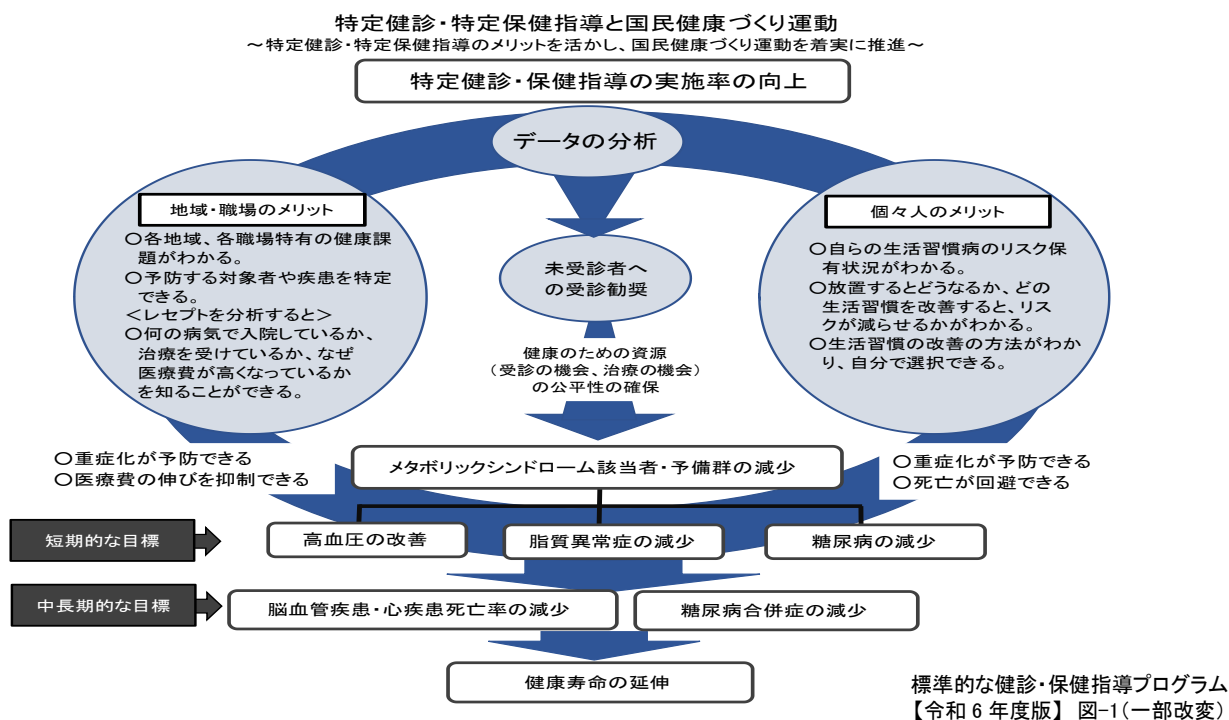 特定健診・特定保健指導と国民健康づくり運動
～特定健診・特定保健指導のメリットを活かし、国民健康づくり運動を着実に推進～
特定健診・保健指導の実施率の向上
データの分析
地域・職場のメリット
○各地域、各職場特有の健康課
題がわかる。
○予防する対象者や疾患を特定
できる。
＜レセプトを分析すると＞
○何の病気で入院しているか、
治療を受けているか、なぜ
医療費が高くなっているか
を知ることができる。
未受診者へ
の受診勧奨
個々人のメリット
○自らの生活習慣病のリスク保
有状況がわかる。
○放置するとどうなるか、どの
生活習慣を改善すると、リス
クが減らせるかがわかる。
○生活習慣の改善の方法がわか
り、自分で選択できる。
健康のための資源
（受診の機会、治療の機会）
の公平性の確保
○重症化が予防できる
○医療費の伸びを抑制できる
メタボリックシンドローム該当者・予備群の減少
○重症化が予防できる
○死亡が回避できる
短期的な目標
高血圧の改善
脂質異常症の減少
糖尿病の減少
中長期的な目標
脳血管疾患・心疾患死亡率の減少
糖尿病合併症の減少
健康寿命の延伸
標準的な健診・保健指導プログラム
【令和6年度版】 図-1（一部改変）